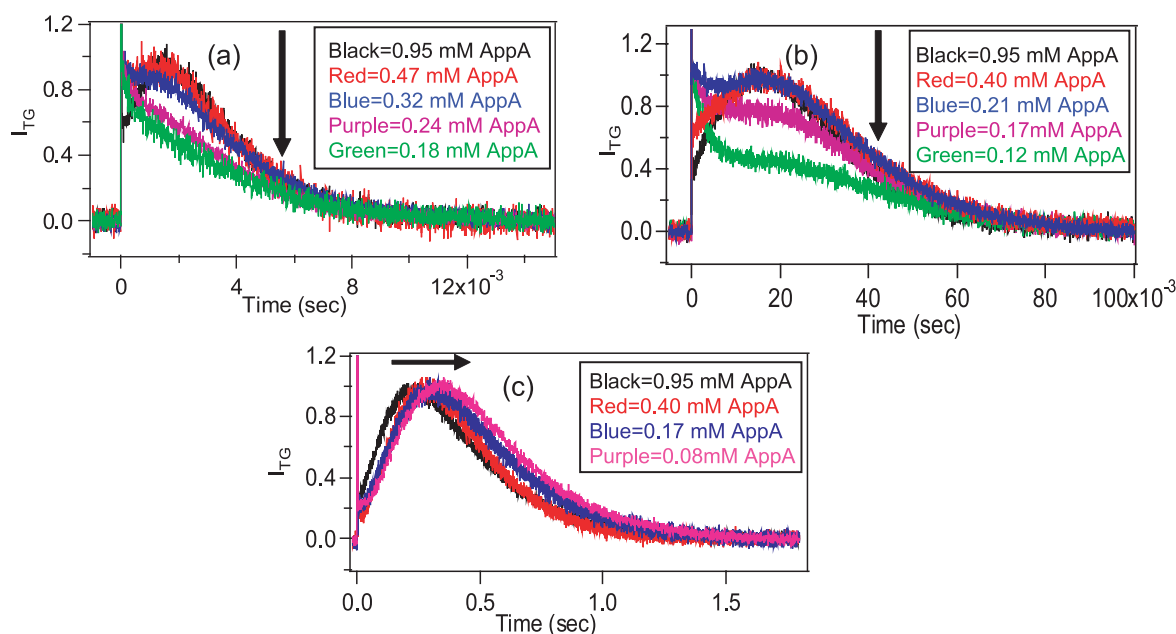 (a)
Black=0.95 mM AppA
Red=0.47 mM AppA
Blue=0.32 mM AppA
Purple=0.24 mM AppA
Green=0.18 mM AppA
I_TG
1.2
0.8
0.4
0.0
0
4
8
12x10⁻³
Time (sec)
(b)
Black=0.95 mM AppA
Red=0.40 mM AppA
Blue=0.21 mM AppA
Purple=0.17mM AppA
Green=0.12 mM AppA
I_TG
1.2
0.8
0.4
0.0
0
20
40
60
80
100x10⁻³
Time (sec)
(c)
Black=0.95 mM AppA
Red=0.40 mM AppA
Blue=0.17 mM AppA
Purple=0.08mM AppA
I_TG
1.2
0.8
0.4
0.0
0.0
0.5
1.0
1.5
Time (sec)